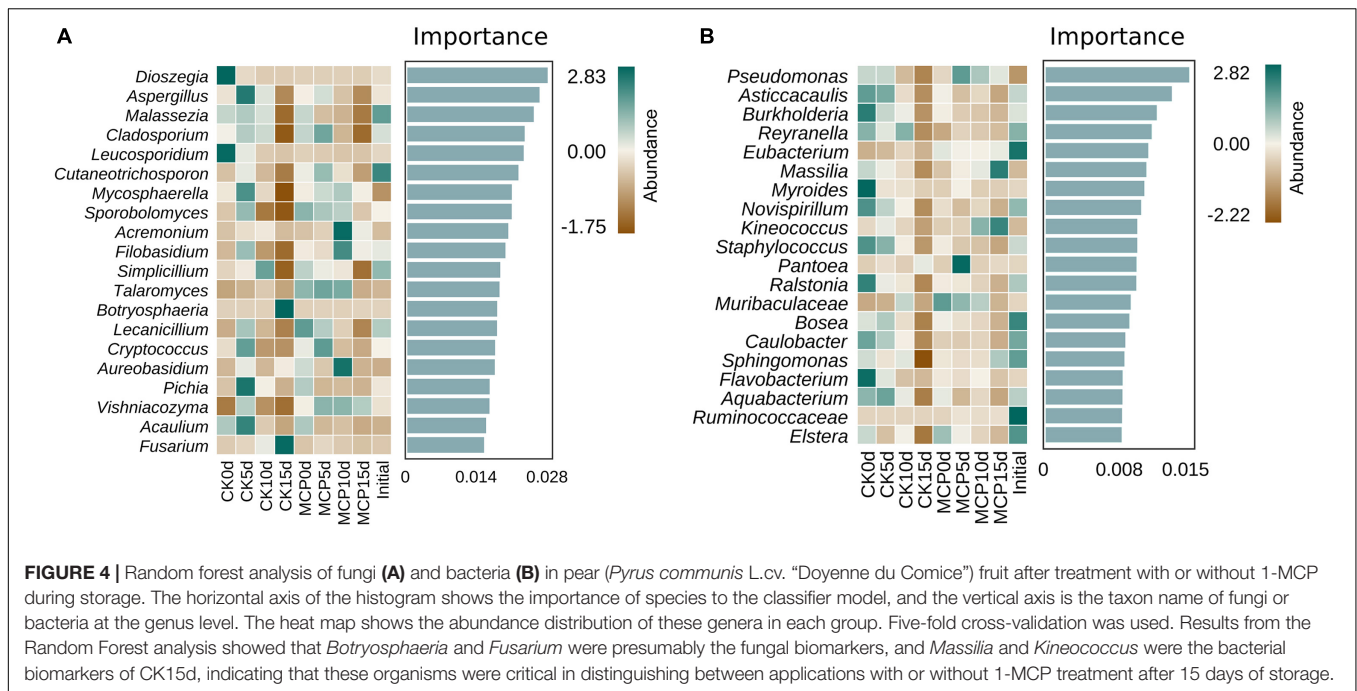 A
Importance
Dioszegia
Aspergillus
Malassezia
Cladosporium
Leucosporidium
Cutaneotrichosporon
Mycosphaerella
Sporobolomyces
Acremonium
Filobasidium
Simplicillium
Talaromyces
Botryosphaeria
Lecanicillium
Cryptococcus
Aureobasidium
Pichia
Vishniacozyma
Acaulium
Fusarium
CK0d
CK5d
CK10d
CK15d
MCP0d
MCP5d
MCP10d
MCP15d
Initial
0
0.014
0.028
2.83
0.00
-1.75
Abundance
B
Importance
Pseudomonas
Asticcacaulis
Burkholderia
Reyranella
Eubacterium
Massilia
Myroides
Novispirillum
Kineococcus
Staphylococcus
Pantoea
Ralstonia
Muribaculaceae
Bosea
Caulobacter
Sphingomonas
Flavobacterium
Aquabacterium
Ruminococcaceae
Elstera
CK0d
CK5d
CK10d
CK15d
MCP0d
MCP5d
MCP10d
MCP15d
Initial
0
0.008
0.015
2.82
0.00
-2.22
Abundance
FIGURE 4 | Random forest analysis of fungi (A) and bacteria (B) in pear (Pyrus communis L.cv. “Doyenne du Comice”) fruit after treatment with or without 1-MCP
during storage. The horizontal axis of the histogram shows the importance of species to the classifier model, and the vertical axis is the taxon name of fungi or
bacteria at the genus level. The heat map shows the abundance distribution of these genera in each group. Five-fold cross-validation was used. Results from the
Random Forest analysis showed that Botryosphaeria and Fusarium were presumably the fungal biomarkers, and Massilia and Kineococcus were the bacterial
biomarkers of CK15d, indicating that these organisms were critical in distinguishing between applications with or without 1-MCP treatment after 15 days of storage.